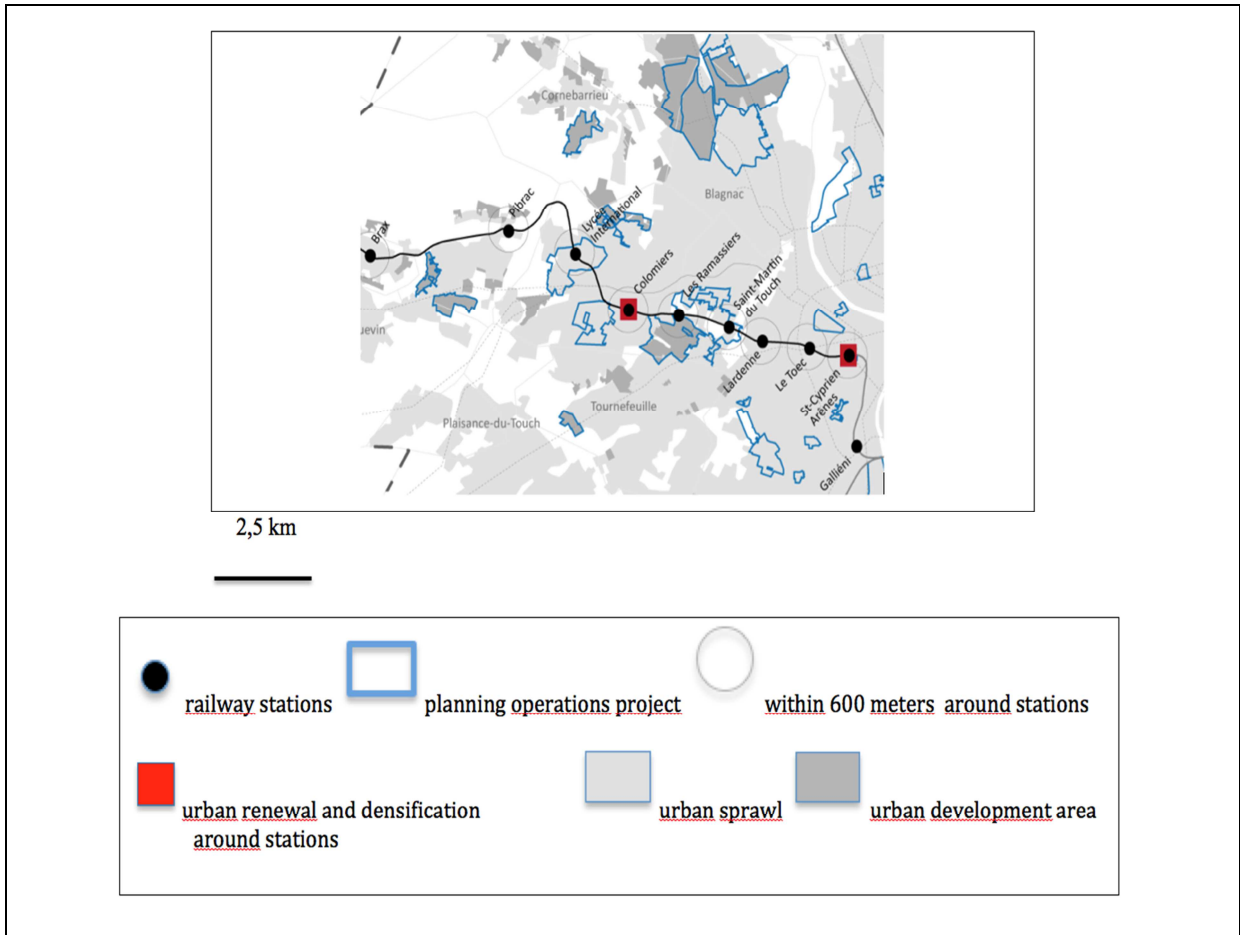 Cornebarrieu
Blagnac
Pibrac
Brax
Lycée
International
Colomiers
Les Ramassiers
Saint-Martin
du Touch
Lardenne
Le Toec
St-Cyprien
Arènes
Galliéni
uevin
Tournefeuille
Plaisance-du-Touch
2,5 km
railway stations
planning operations project
within 600 meters around stations
urban renewal and densification
around stations
urban sprawl
urban development area